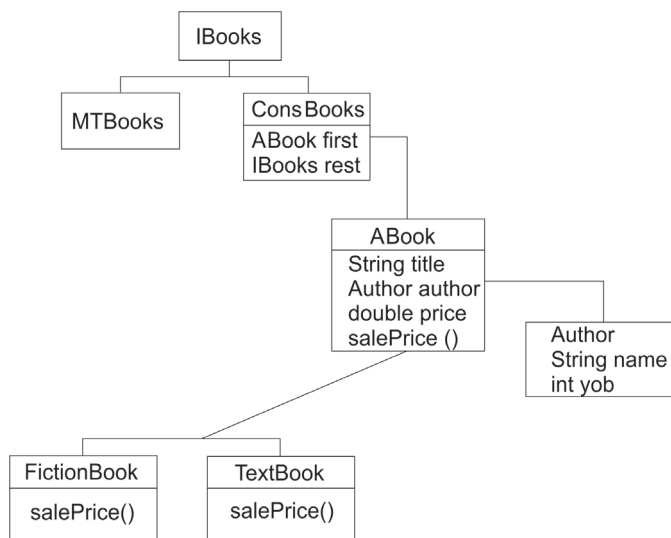 IBooks
MTBooks
ConsBooks
ABook first
IBooks rest
ABook
String title
Author author
double price
salePrice ()
Author
String name
int yob
FictionBook
salePrice()
TextBook
salePrice()